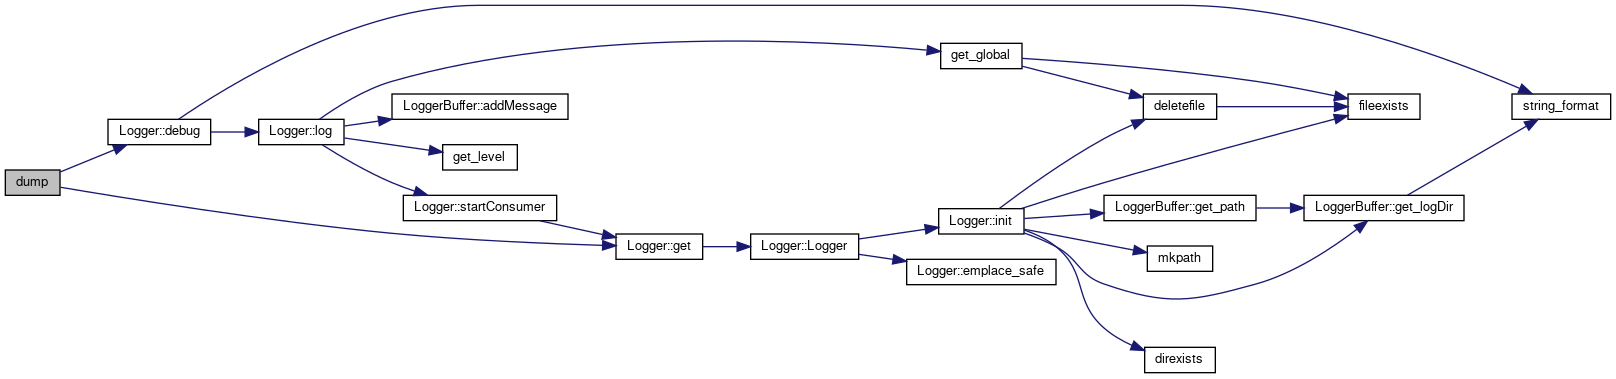 dump
Logger::debug
Logger::log
LoggerBuffer::addMessage
get_level
Logger::startConsumer
Logger::get
Logger::Logger
get_global
Logger::init
Logger::emplace_safe
deletefile
LoggerBuffer::get_path
mkpath
direxists
fileexists
LoggerBuffer::get_logDir
string_format